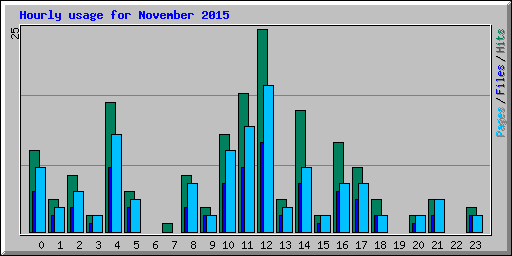 Hourly usage for November 2015
25
Pages/Files/Hits
0 1 2 3 4 5 6 7 8 9 10 11 12 13 14 15 16 17 18 19 20 21 22 23